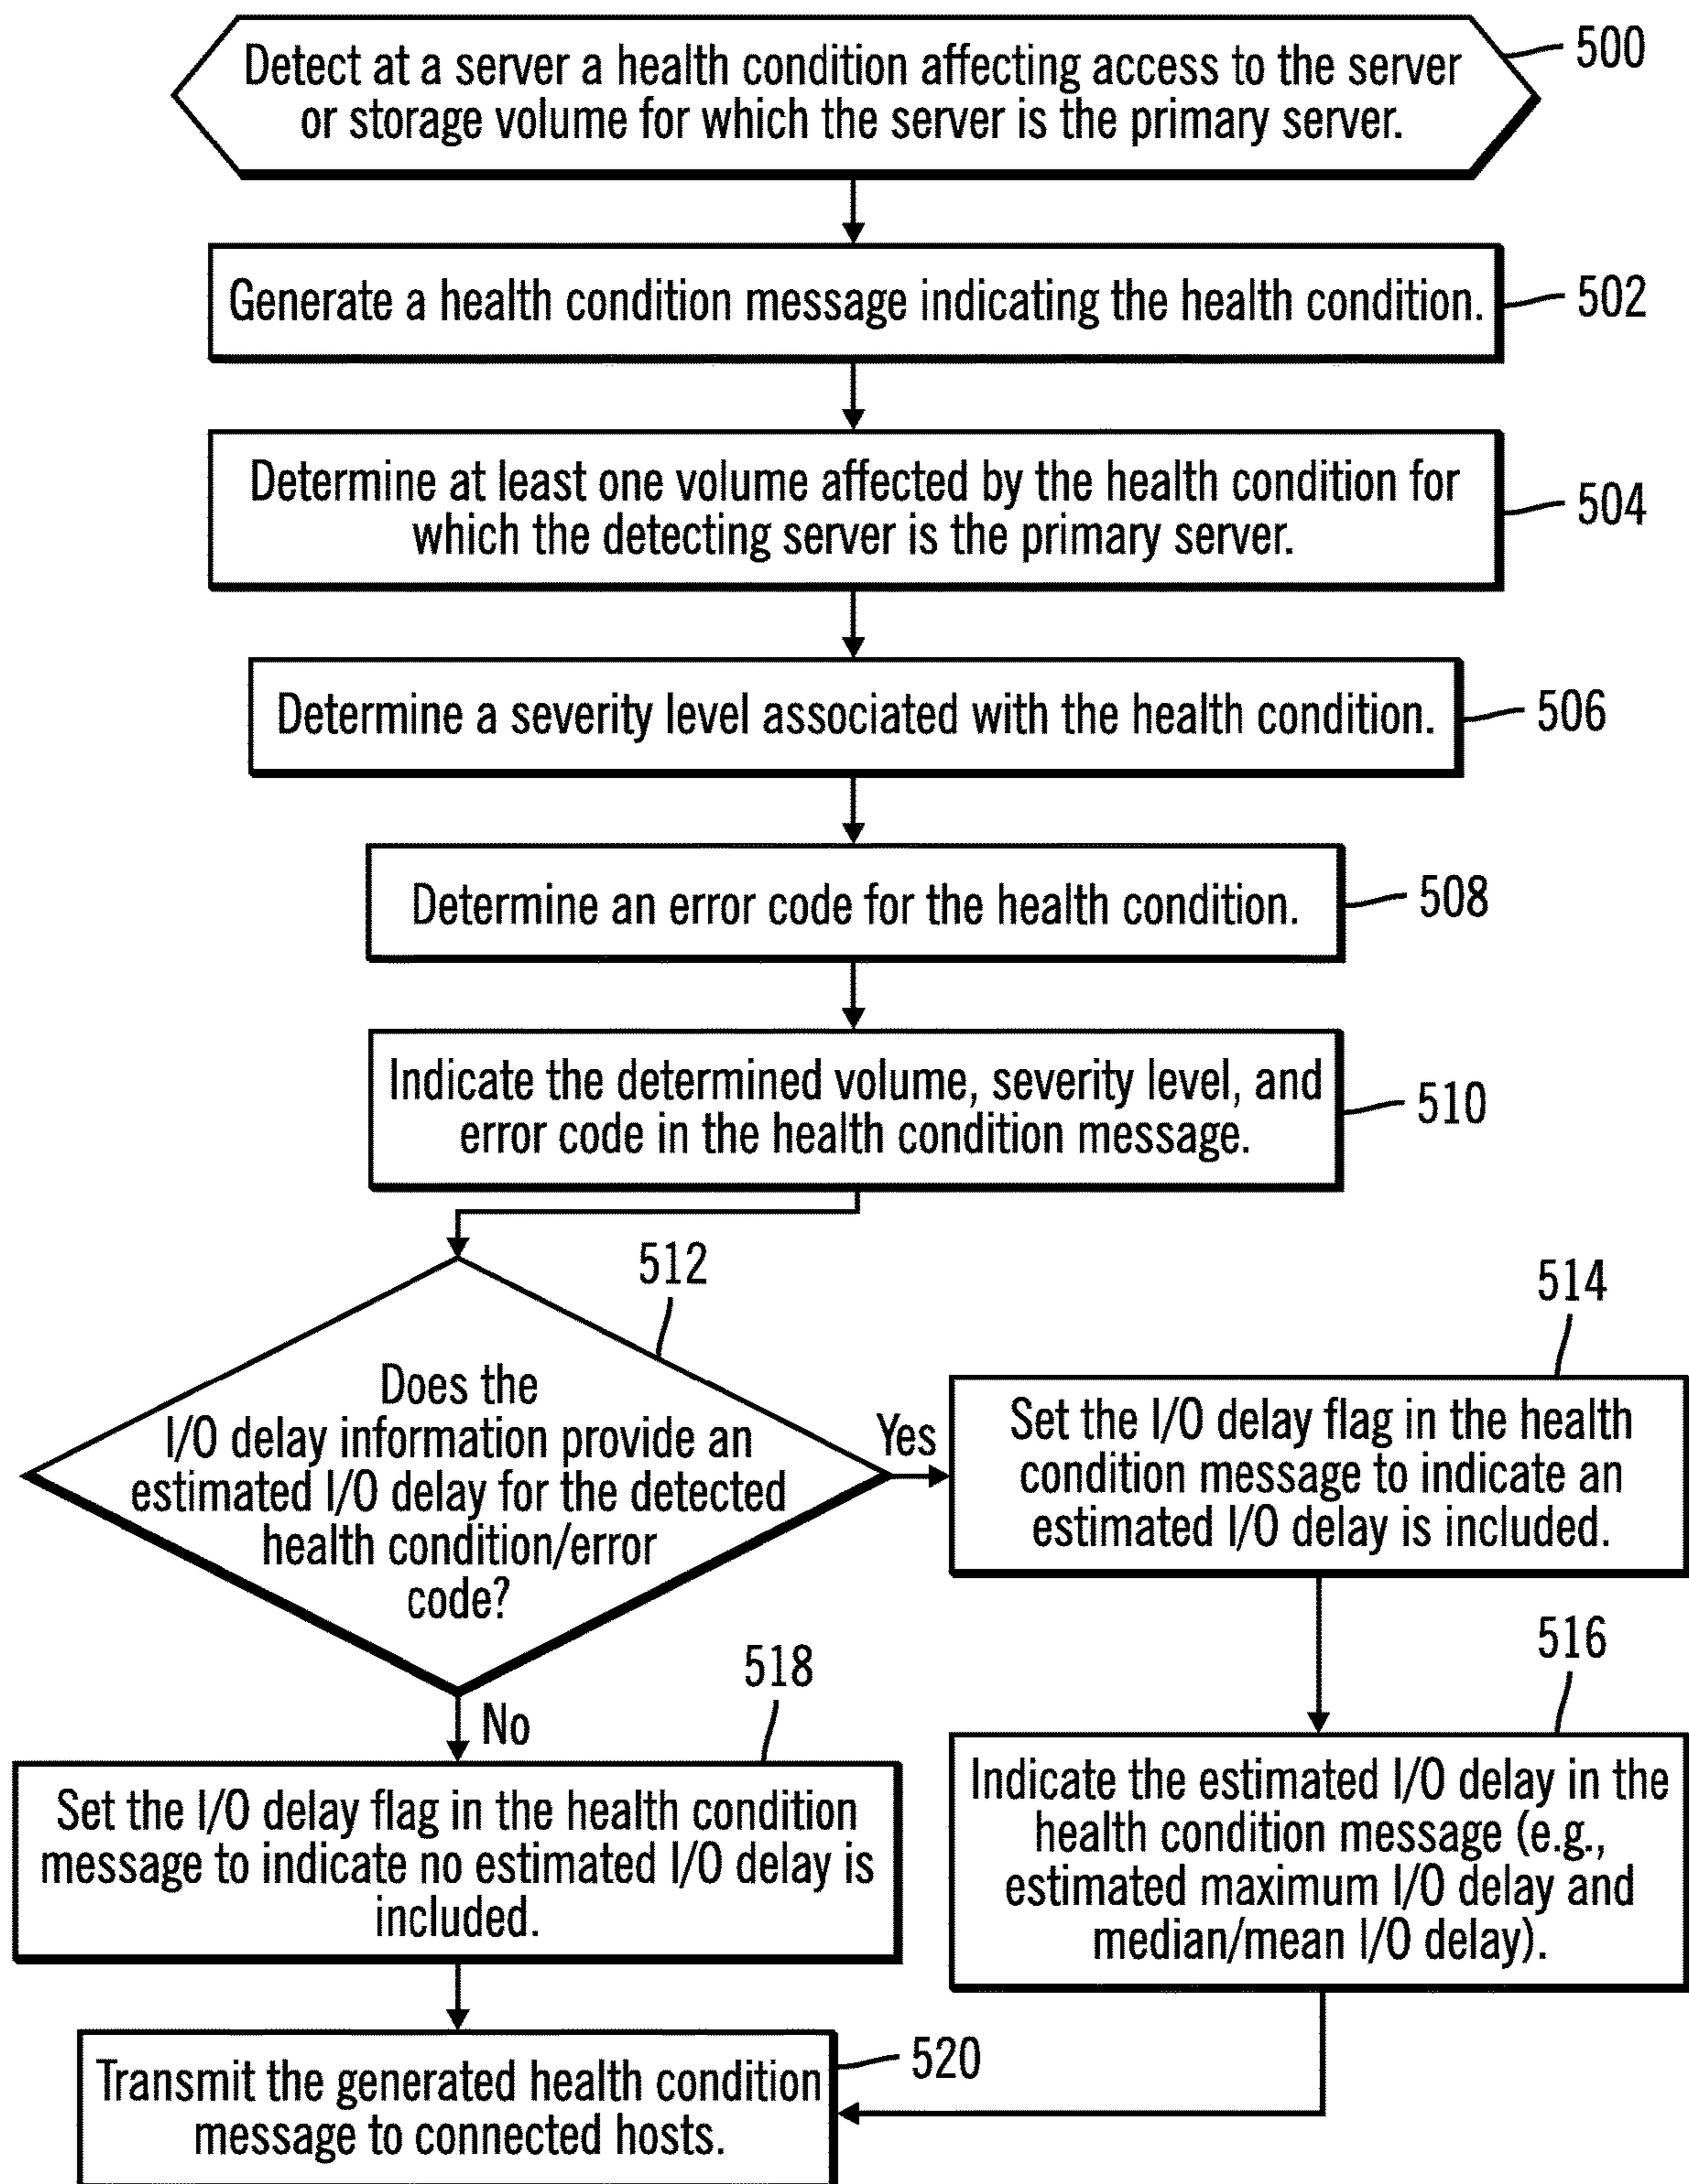 Detect at a server a health condition affecting access to the server
or storage volume for which the server is the primary server.
500
Generate a health condition message indicating the health condition.
502
Determine at least one volume affected by the health condition for
which the detecting server is the primary server.
504
Determine a severity level associated with the health condition.
506
Determine an error code for the health condition.
508
Indicate the determined volume, severity level, and
error code in the health condition message.
510
512
Does the
I/O delay information provide an
estimated I/O delay for the detected
health condition/error
code?
Yes
514
Set the I/O delay flag in the health
condition message to indicate an
estimated I/O delay is included.
516
Indicate the estimated I/O delay in the
health condition message (e.g.,
estimated maximum I/O delay and
median/mean I/O delay).
No
518
Set the I/O delay flag in the health condition
message to indicate no estimated I/O delay is
included.
Transmit the generated health condition
message to connected hosts.
520